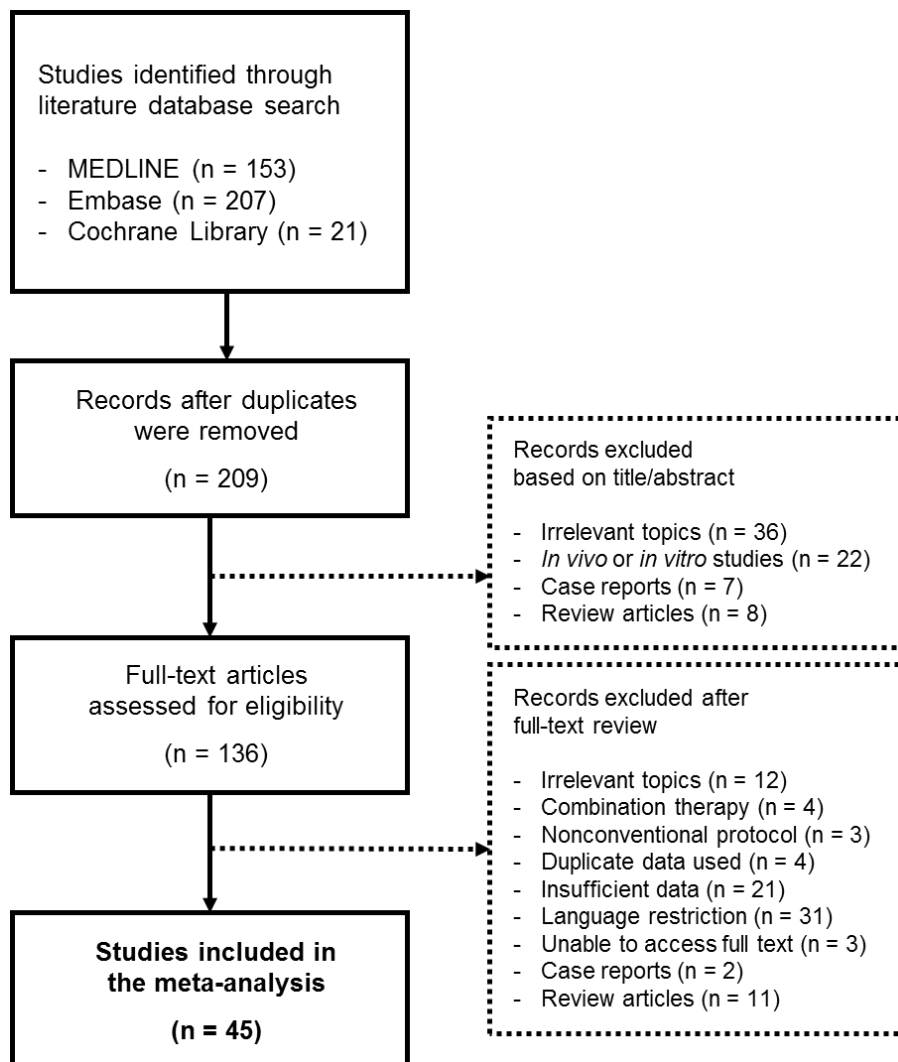 Studies identified through
literature database search
- MEDLINE (n = 153)
- Embase (n = 207)
- Cochrane Library (n = 21)
Records after duplicates
were removed
(n = 209)
Records excluded
based on title/abstract
- Irrelevant topics (n = 36)
- In vivo or in vitro studies (n = 22)
- Case reports (n = 7)
- Review articles (n = 8)
Full-text articles
assessed for eligibility
(n = 136)
Records excluded after
full-text review
- Irrelevant topics (n = 12)
- Combination therapy (n = 4)
- Nonconventional protocol (n = 3)
- Duplicate data used (n = 4)
- Insufficient data (n = 21)
- Language restriction (n = 31)
- Unable to access full text (n = 3)
- Case reports (n = 2)
- Review articles (n = 11)
Studies included in
the meta-analysis
(n = 45)